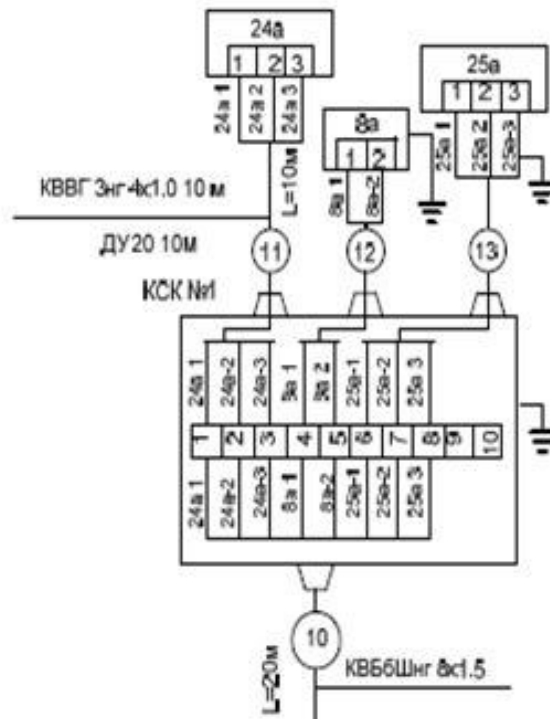 24а
1 2 3
24а 1
24а 2
24а 3
L=10м
8а
1 2
8а 1
8а-2
25а
1 2 3
25а 1
25а 2
25а-3
КВВГ Знг 4х1.0 10 м
ДУ20 10м
11
12
13
КСК №1
24а 1
24а-2
24а-3
9а 1
9а 2
25а-1
25а-2
25а 3
1 2 3 4 5 6 7 8 9 10
24а 1
24а-2
24а-3
8а 1
8а-2
25а-1
25а-2
25а 3
10
L=20м
КВБбШнг 8х1.5